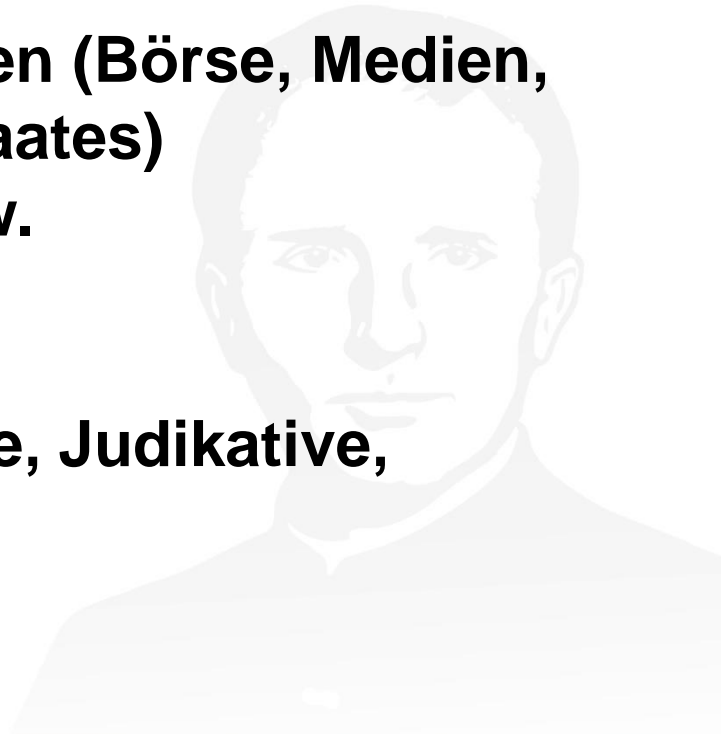 en (Börse, Medien,
aates)
w.
e, Judikative,